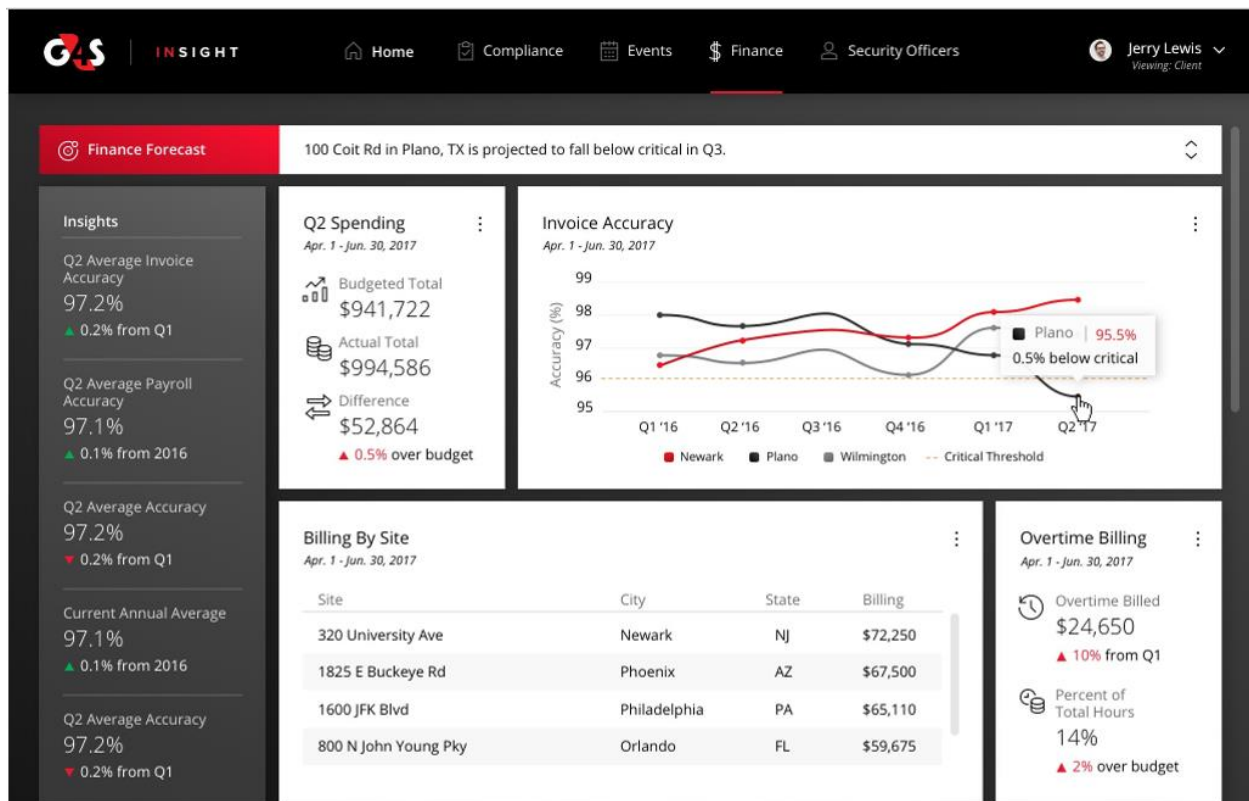 G4S
INSIGHT
Home
Compliance
Events
Finance
Security Officers
Jerry Lewis
Viewing: Client
Finance Forecast
100 Coit Rd in Plano, TX is projected to fall below critical in Q3.
Insights
Q2 Average Invoice
Accuracy
97.2%
0.2% from Q1
Q2 Average Payroll
Accuracy
97.1%
0.1% from 2016
Q2 Average Accuracy
97.2%
0.2% from Q1
Current Annual Average
97.1%
0.1% from 2016
Q2 Average Accuracy
97.2%
0.2% from Q1
Q2 Spending
Apr. 1 - Jun. 30, 2017
Budgeted Total
$941,722
Actual Total
$994,586
Difference
$52,864
0.5% over budget
Invoice Accuracy
Apr. 1 - Jun. 30, 2017
Accuracy (%)
99
98
97
96
95
Plano | 95.5%
0.5% below critical
Q1 '16 Q2 '16 Q3 '16 Q4 '16 Q1 '17 Q2 '17
Newark Plano Wilmington -- Critical Threshold
Billing By Site
Apr. 1 - Jun. 30, 2017
Site City State Billing
320 University Ave Newark NJ $72,250
1825 E Buckeye Rd Phoenix AZ $67,500
1600 JFK Blvd Philadelphia PA $65,110
800 N John Young Pky Orlando FL $59,675
Overtime Billing
Apr. 1 - Jun. 30, 2017
Overtime Billed
$24,650
10% from Q1
Percent of
Total Hours
14%
2% over budget